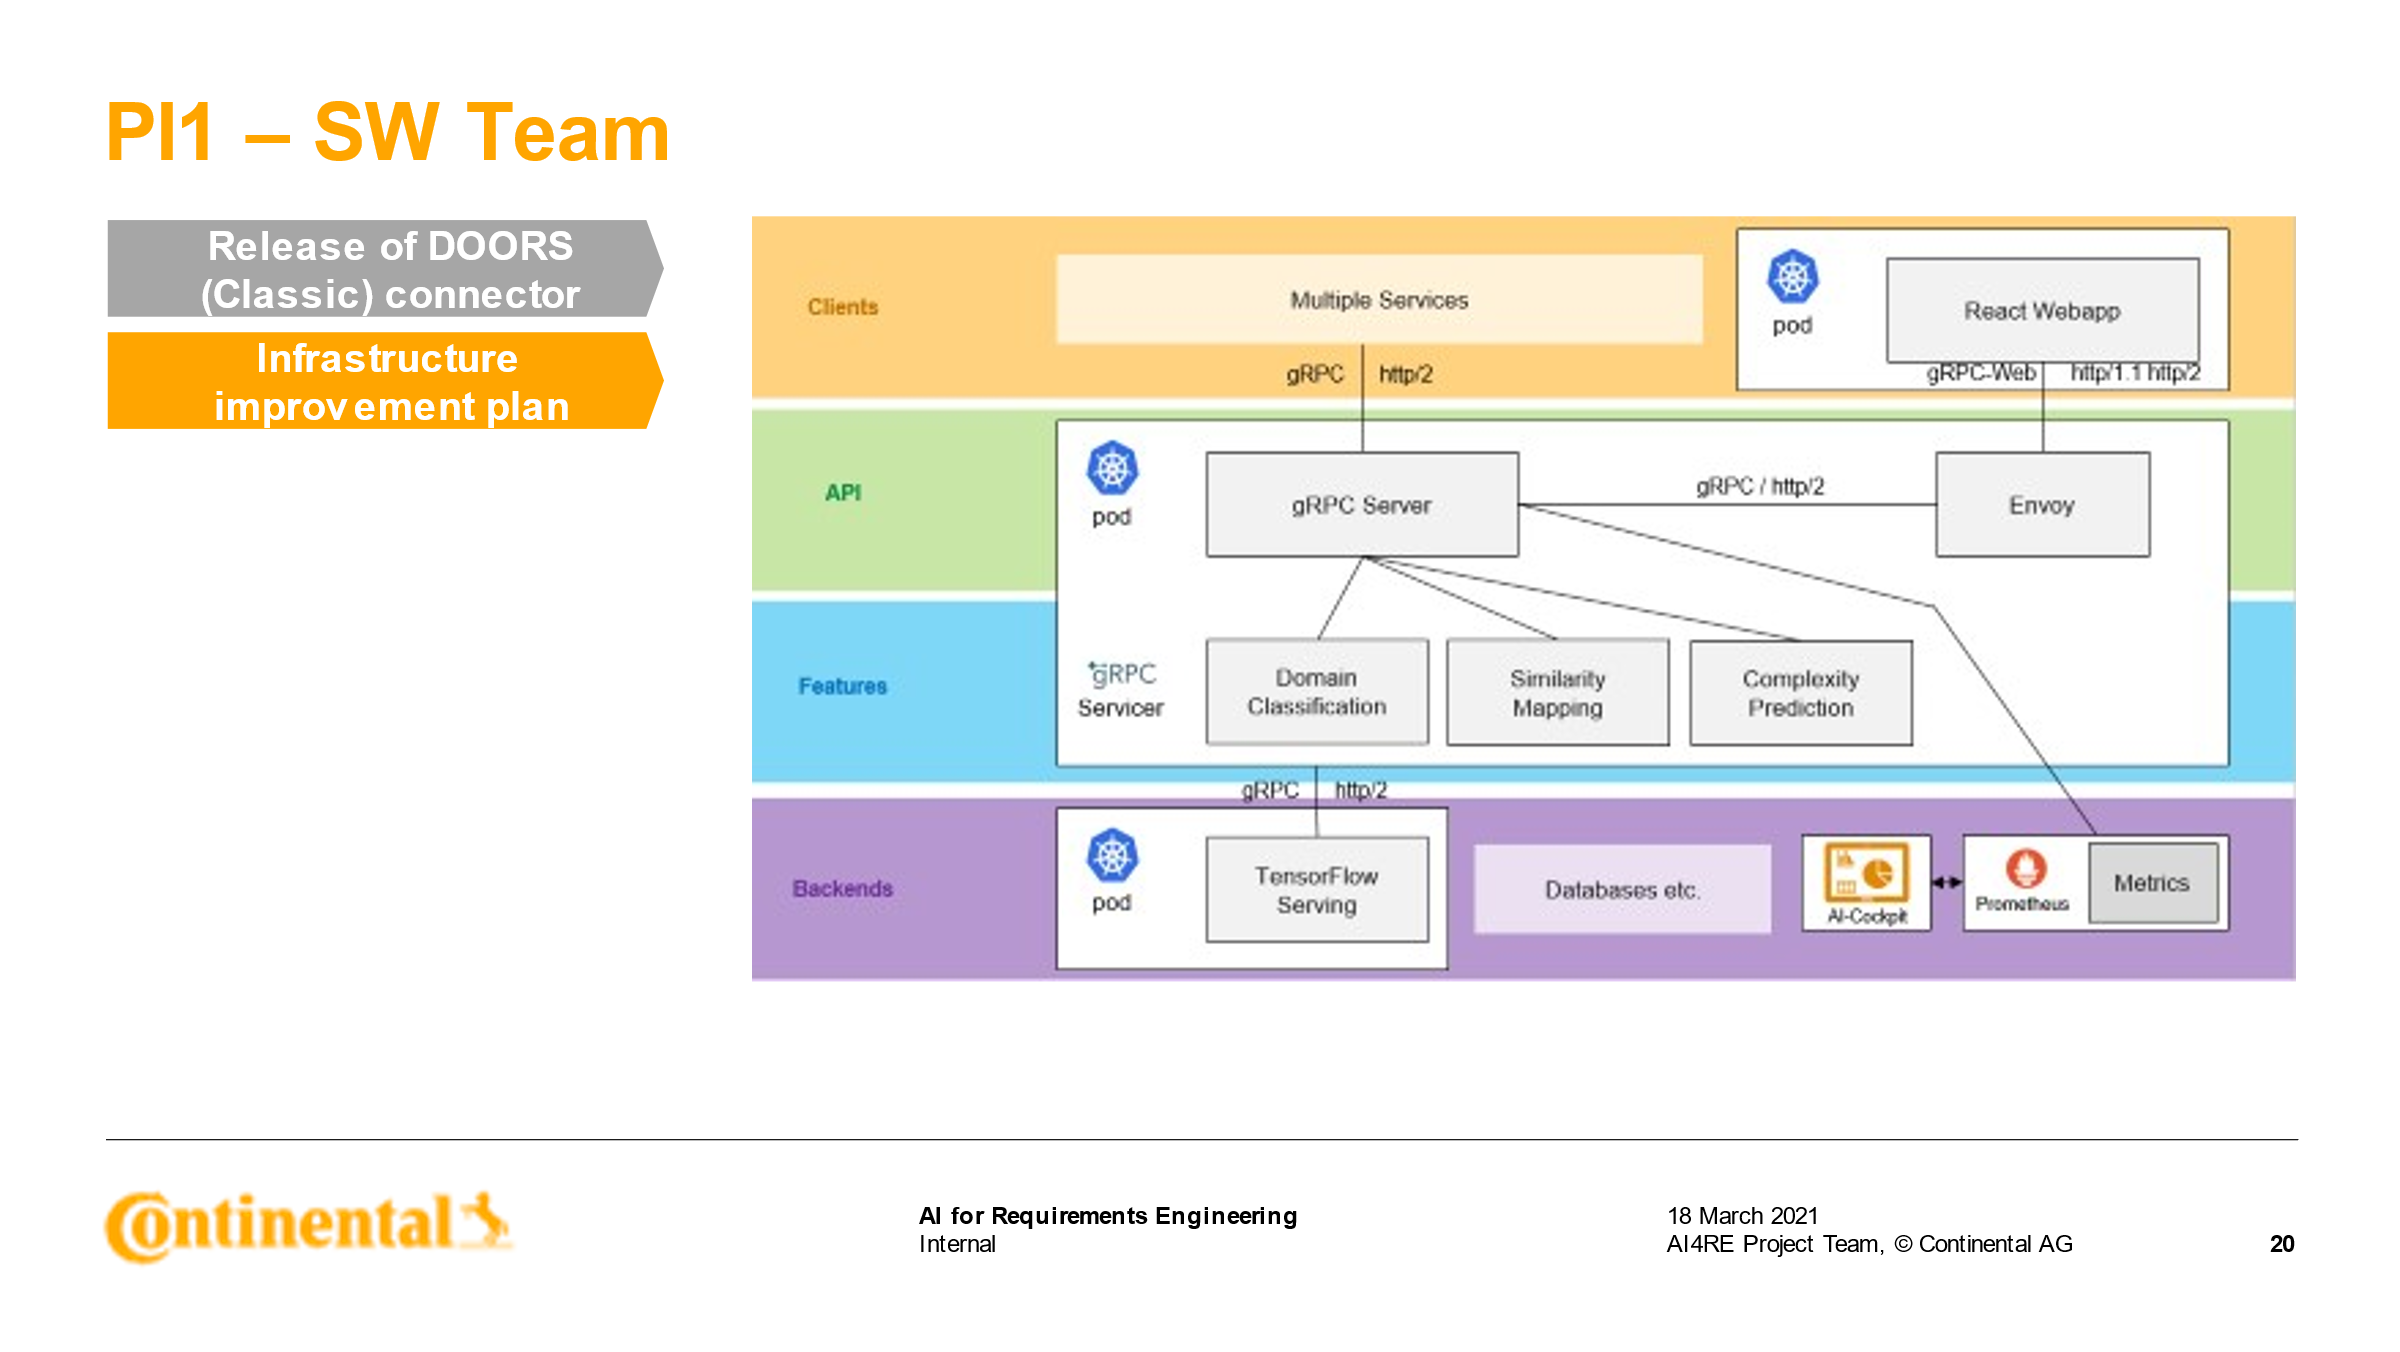 PI1 – SW Team
Release of DOORS
(Classic) connector
Infrastructure
improvement plan
Clients
Multiple Services
pod
React Webapp
gRPC
http/2
gRPC-Web
http/1.1 http/2
API
pod
gRPC Server
gRPC / http/2
Envoy
Features
gRPC
Servicer
Domain
Classification
Similarity
Mapping
Complexity
Prediction
gRPC
http/2
Backends
pod
TensorFlow
Serving
Databases etc.
AI-Cockpit
Prometheus
Metrics
Continental
AI for Requirements Engineering
Internal
18 March 2021
AI4RE Project Team, © Continental AG
20